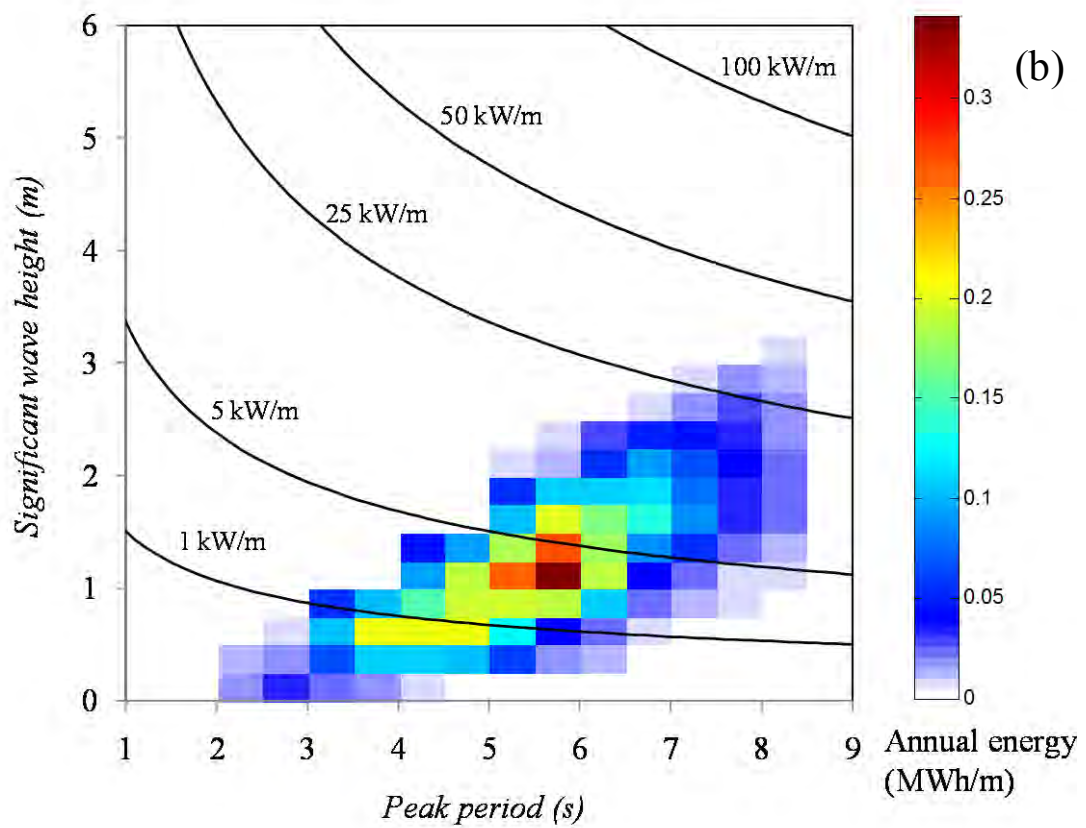 6
5
4
3
2
1
0
Significant wave height (m)
100 kW/m
50 kW/m
25 kW/m
5 kW/m
1 kW/m
1 2 3 4 5 6 7 8 9
Peak period (s)
(b)
0.3
0.25
0.2
0.15
0.1
0.05
0
Annual energy
(MWh/m)